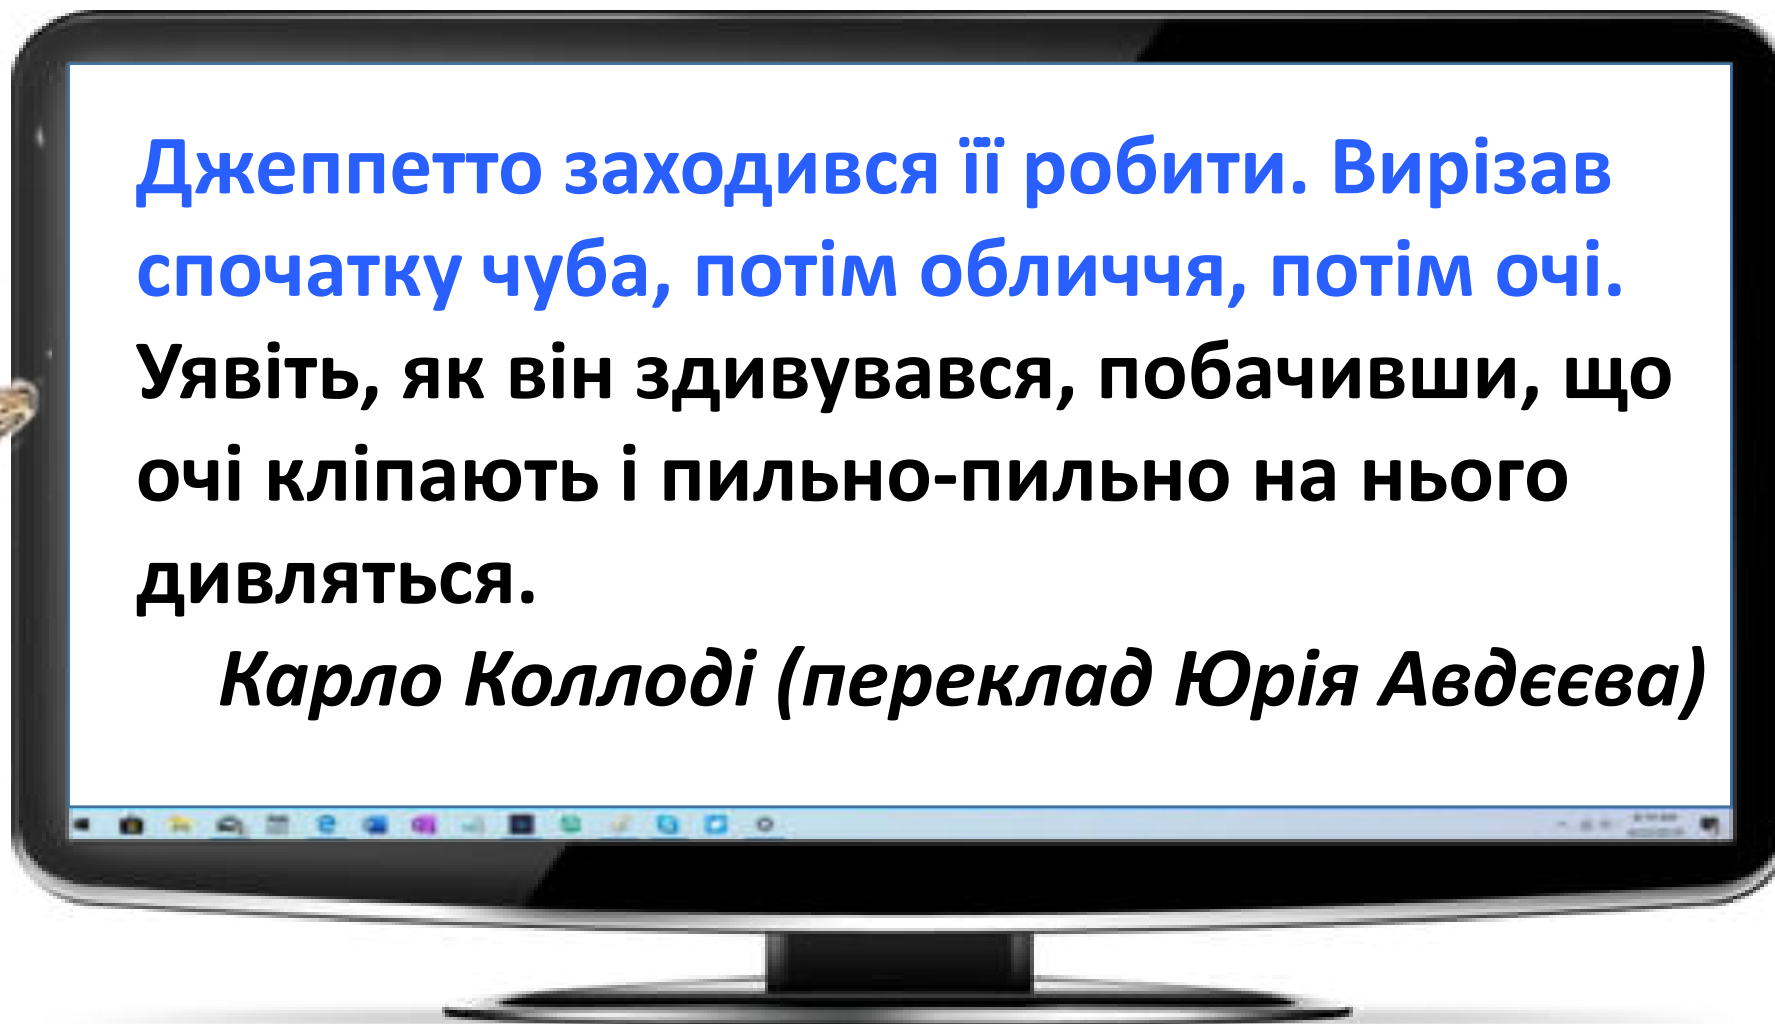 Джеппетто заходився її робити. Вирізав
спочатку чуба, потім обличчя, потім очі.
Уявіть, як він здивувався, побачивши, що
очі кліпають і пильно-пильно на нього
дивляться.
Карло Коллоді (переклад Юрія Авдєєва)